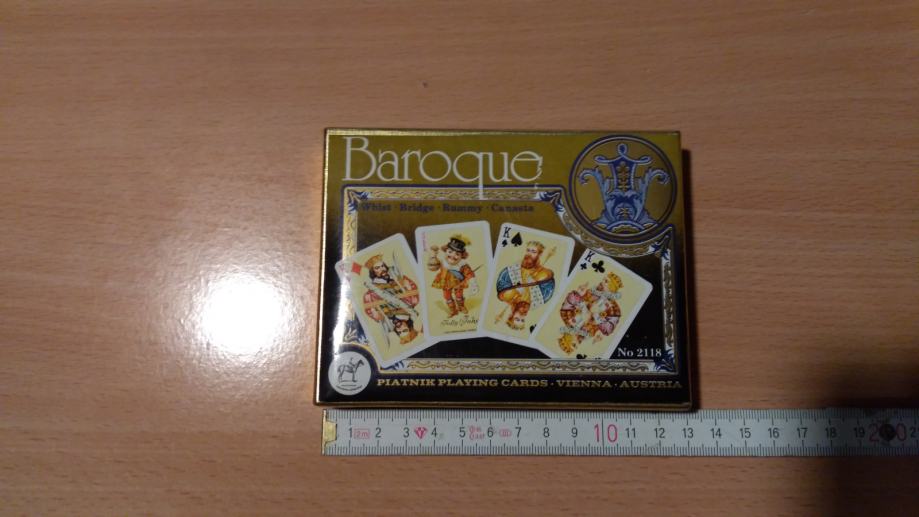 Baroque
Whist · Bridge · Rummy · Canasta
K
K
Jolly Joker
No 2118
PIATNIK PLAYING CARDS · VIENNA · AUSTRIA
1 2m 2 3 4 5 6 7 8 9 10 11 12 13 14 15 16 17 18 19 20